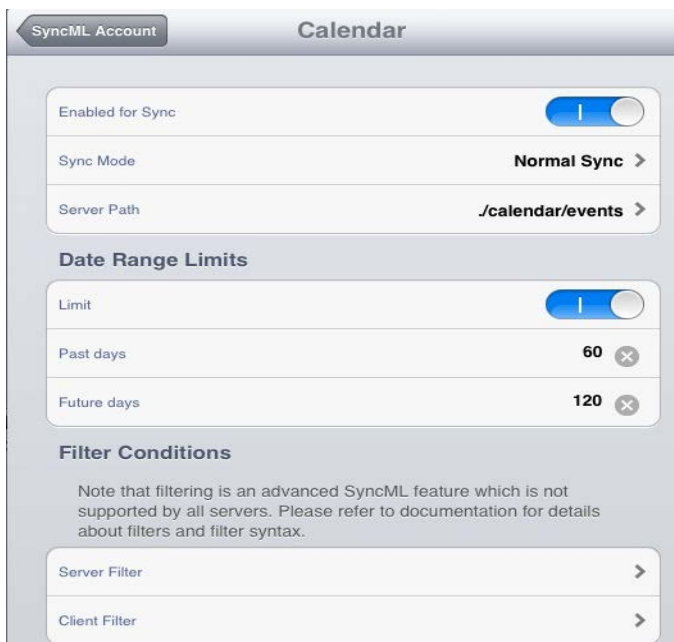 SyncML Account
Calendar
Enabled for Sync
Sync Mode
Normal Sync
Server Path
./calendar/events
Date Range Limits
Limit
Past days
60
Future days
120
Filter Conditions
Note that filtering is an advanced SyncML feature which is not
supported by all servers. Please refer to documentation for details
about filters and filter syntax.
Server Filter
Client Filter